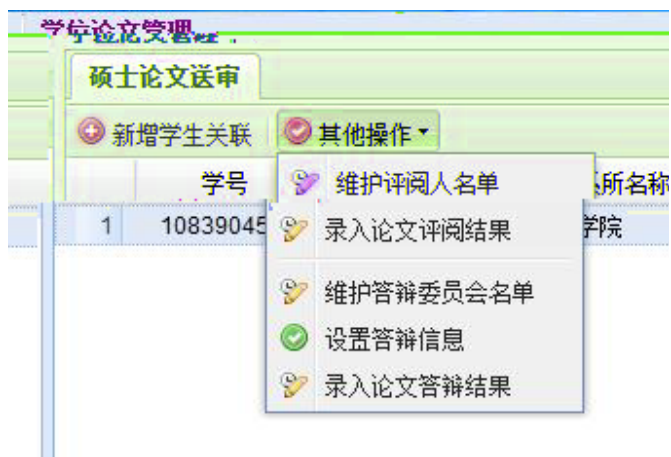 学位论文管理
硕士论文送审
新增学生关联 其他操作
学号 维护评阅人名单 所名称
1 10839045 录入论文评阅结果 学院
维护答辩委员会名单
设置答辩信息
录入论文答辩结果